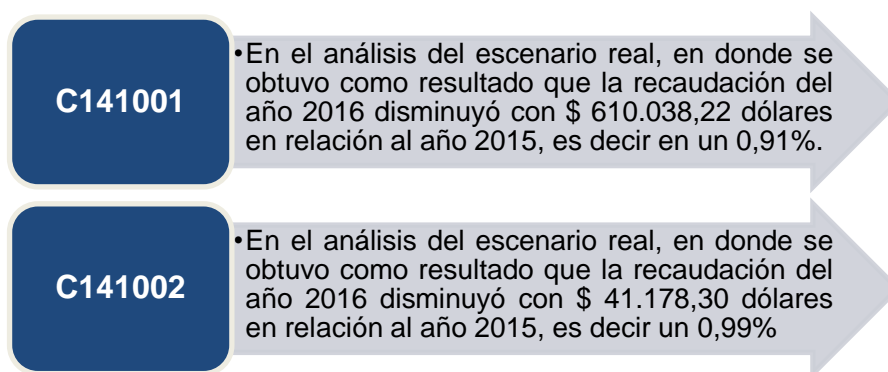 C141001
•En el análisis del escenario real, en donde se
obtuvo como resultado que la recaudación del
año 2016 disminuyó con $ 610.038,22 dólares
en relación al año 2015, es decir en un 0,91%.
C141002
•En el análisis del escenario real, en donde se
obtuvo como resultado que la recaudación del
año 2016 disminuyó con $ 41.178,30 dólares
en relación al año 2015, es decir un 0,99%